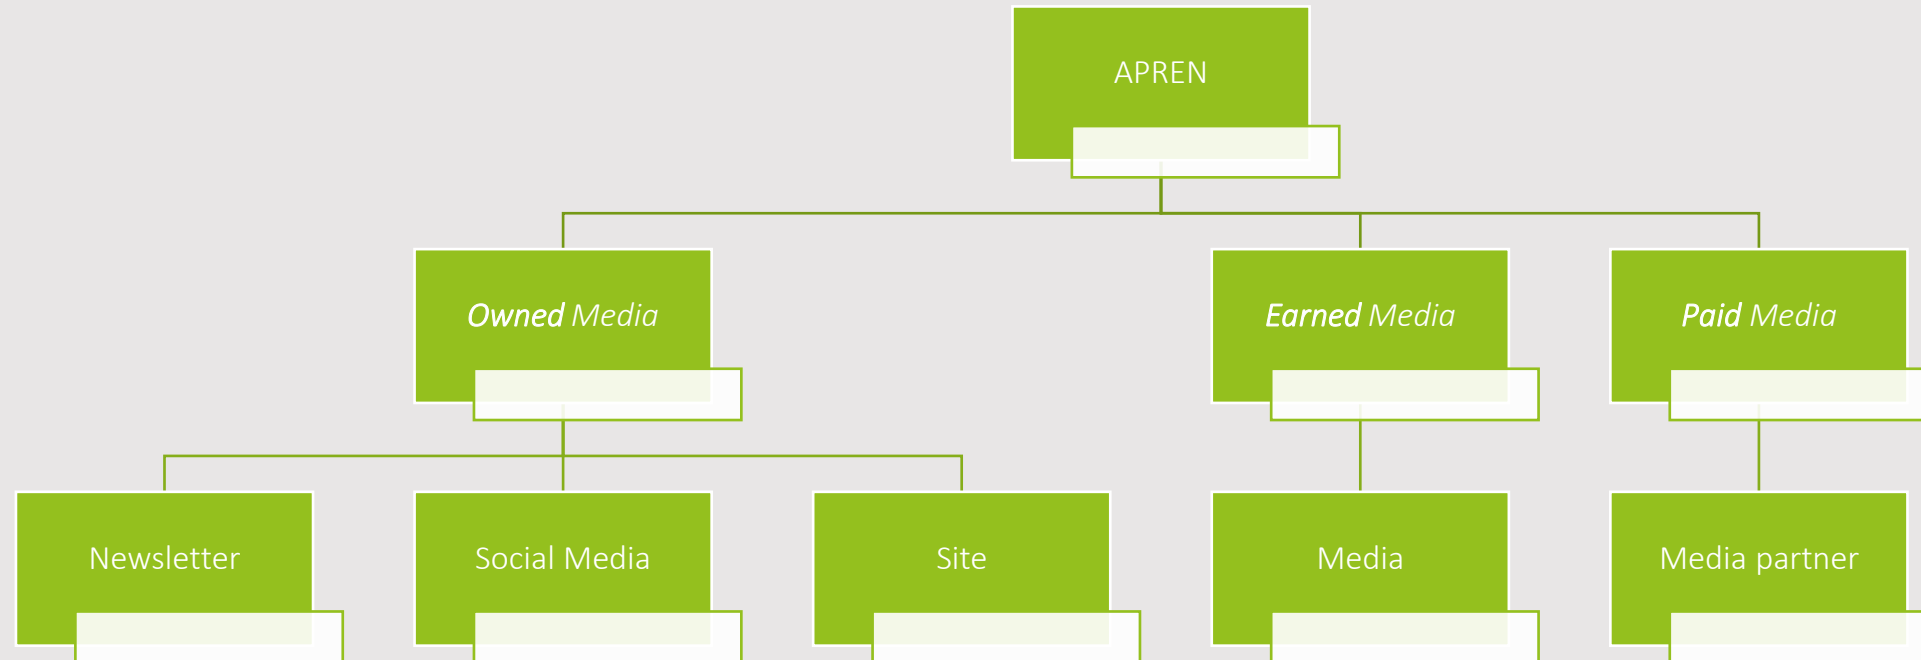 APREN
Owned Media
Earned Media
Paid Media
Newsletter
Social Media
Site
Media
Media partner